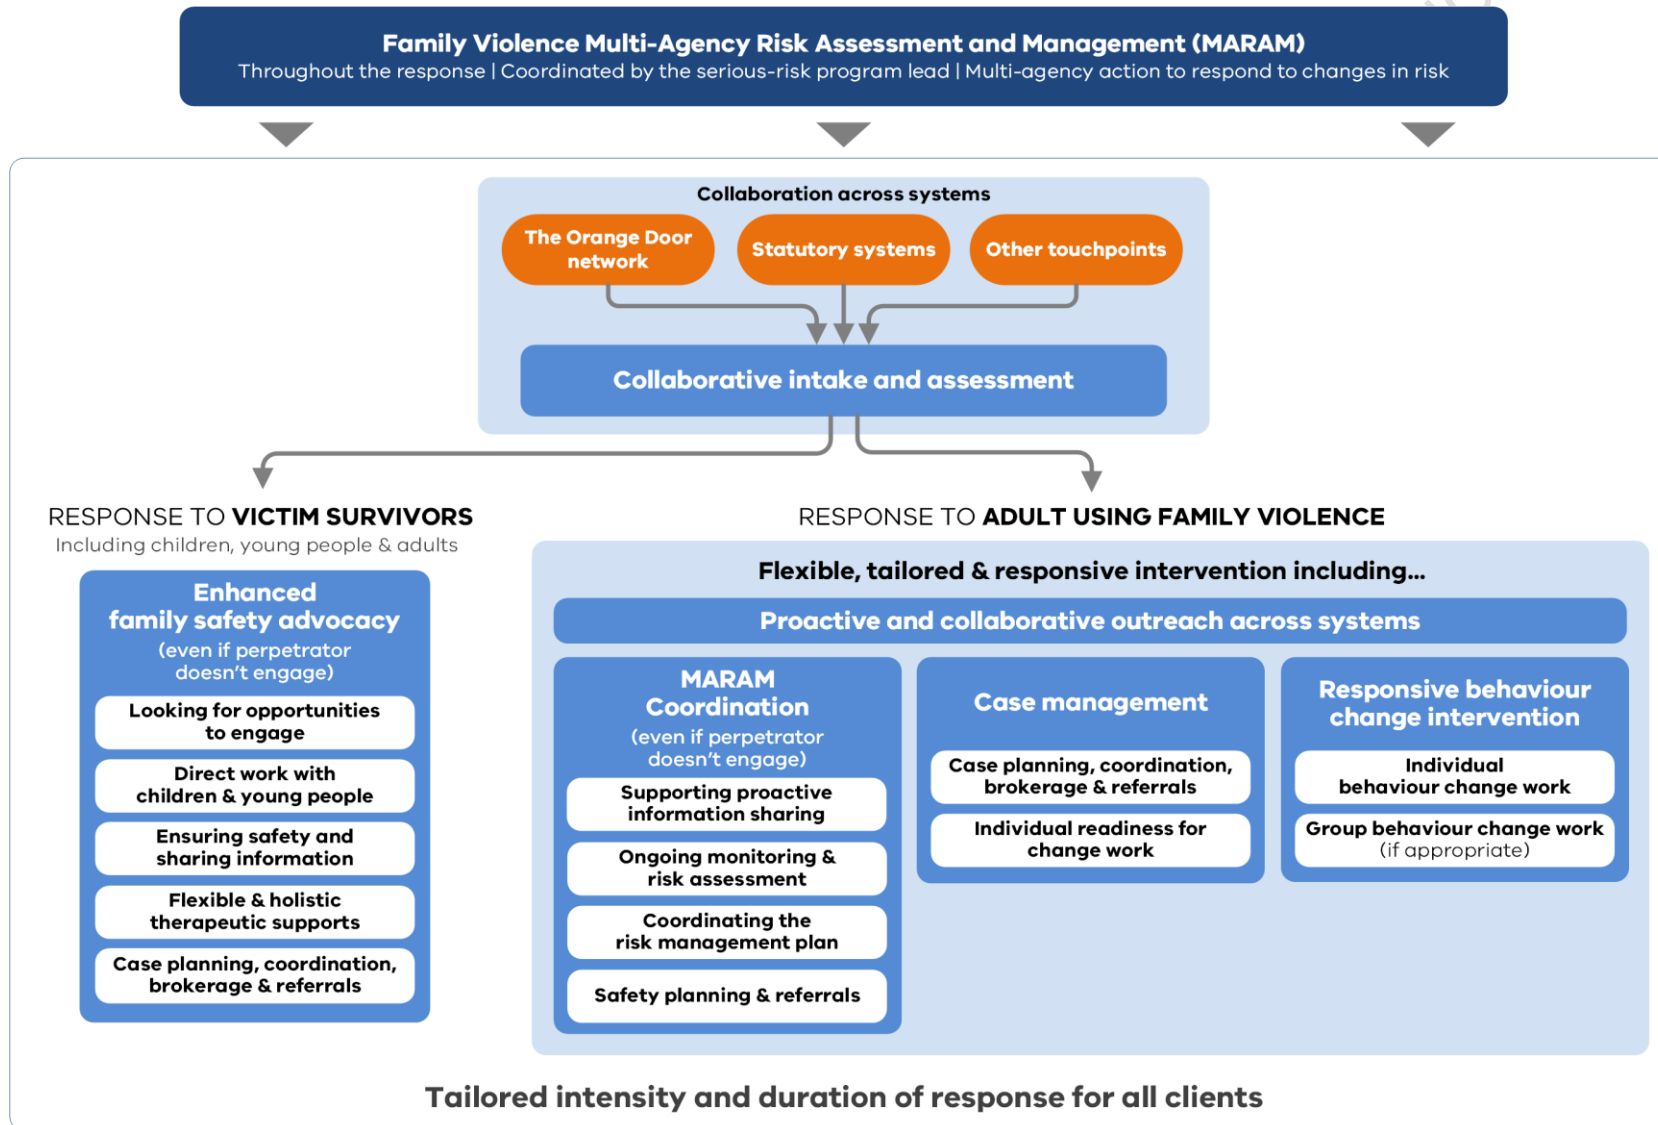 Family Violence Multi-Agency Risk Assessment and Management (MARAM)
Throughout the response | Coordinated by the serious-risk program lead | Multi-agency action to respond to changes in risk
Collaboration across systems
The Orange Door
network
Statutory systems
Other touchpoints
Collaborative intake and assessment
RESPONSE TO VICTIM SURVIVORS
Including children, young people & adults
Enhanced
family safety advocacy
(even if perpetrator
doesn't engage)
Looking for opportunities
to engage
Direct work with
children & young people
Ensuring safety and
sharing information
Flexible & holistic
therapeutic supports
Case planning, coordination,
brokerage & referrals
RESPONSE TO ADULT USING FAMILY VIOLENCE
Flexible, tailored & responsive intervention including...
Proactive and collaborative outreach across systems
MARAM
Coordination
(even if perpetrator
doesn't engage)
Supporting proactive
information sharing
Ongoing monitoring &
risk assessment
Coordinating the
risk management plan
Safety planning & referrals
Case management
Case planning, coordination,
brokerage & referrals
Individual readiness for
change work
Responsive behaviour
change intervention
Individual
behaviour change work
Group behaviour change work
(if appropriate)
Tailored intensity and duration of response for all clients